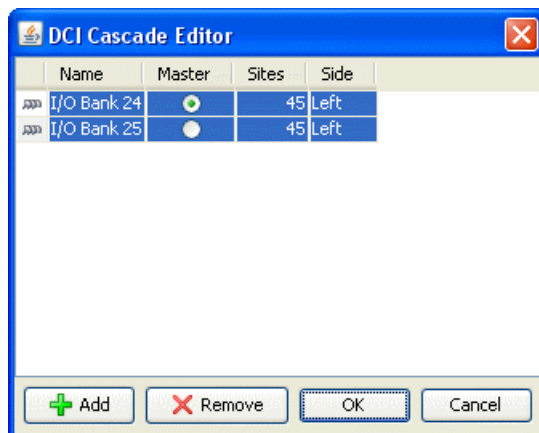 DCI Cascade Editor
Name Master Sites Side
I/O Bank 24 45 Left
I/O Bank 25 45 Left
Add Remove OK Cancel